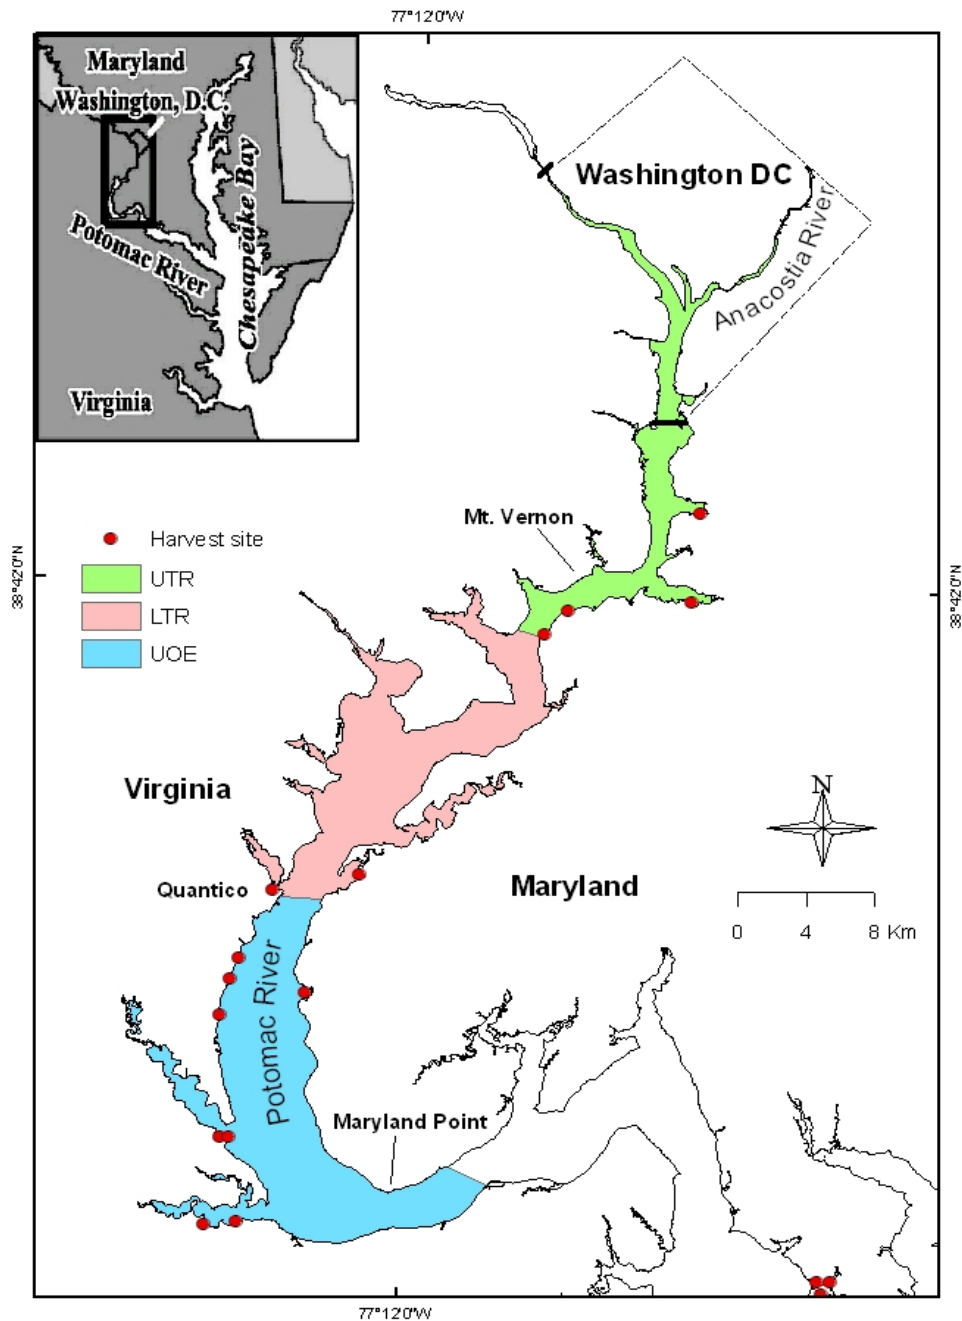 77°12'0"W
Maryland
Washington, D.C.
Chesapeake Bay
Potomac River
Virginia
Washington DC
Anacostia River
Mt. Vernon
Harvest site
UTR
LTR
UOE
38°42'0"N
38°42'0"N
Virginia
N
Quantico
Maryland
0 4 8 Km
Potomac River
Maryland Point
77°12'0"W